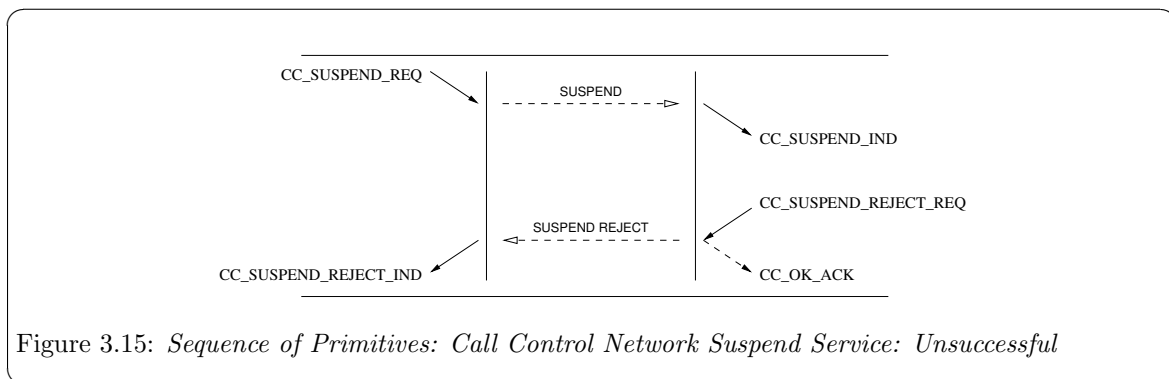 CC_SUSPEND_REQ
SUSPEND
CC_SUSPEND_IND
CC_SUSPEND_REJECT_REQ
SUSPEND REJECT
CC_SUSPEND_REJECT_IND
CC_OK_ACK
Figure 3.15: Sequence of Primitives: Call Control Network Suspend Service: Unsuccessful